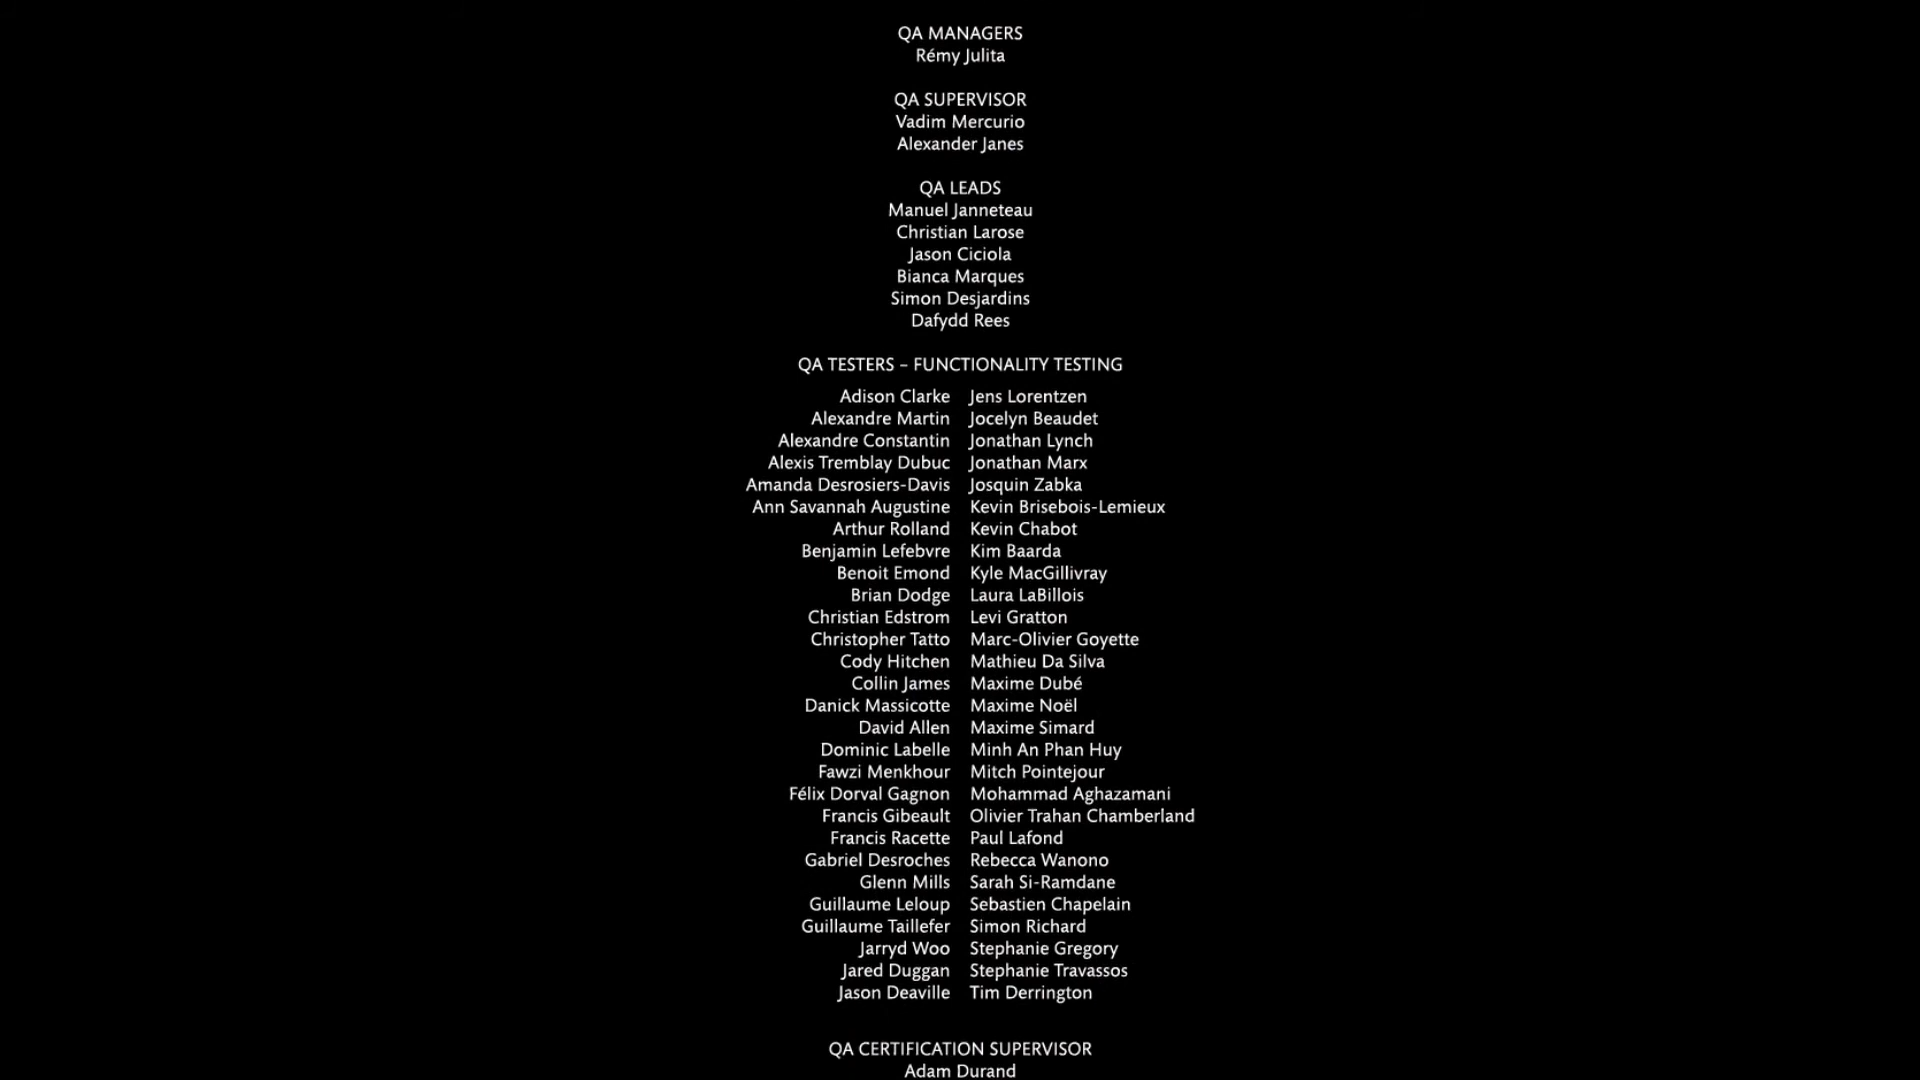 QA MANAGERS
Rémy Julita
QA SUPERVISOR
Vadim Mercurio
Alexander Janes
QA LEADS
Manuel Janneteau
Christian Larose
Jason Ciciola
Bianca Marques
Simon Desjardins
Dafydd Rees
QA TESTERS – FUNCTIONALITY TESTING
Adison Clarke Jens Lorentzen
Alexandre Martin Jocelyn Beaudet
Alexandre Constantin Jonathan Lynch
Alexis Tremblay Dubuc Jonathan Marx
Amanda Desrosiers-Davis Josquin Zabka
Ann Savannah Augustine Kevin Brisebois-Lemieux
Arthur Rolland Kevin Chabot
Benjamin Lefebvre Kim Baarda
Benoit Emond Kyle MacGillivray
Brian Dodge Laura LaBillois
Christian Edstrom Levi Gratton
Christopher Tatto Marc-Olivier Goyette
Cody Hitchen Mathieu Da Silva
Collin James Maxime Dubé
Danick Massicotte Maxime Noël
David Allen Maxime Simard
Dominic Labelle Minh An Phan Huy
Fawzi Menkhour Mitch Pointejour
Félix Dorval Gagnon Mohammad Aghazamani
Francis Gibeault Olivier Trahan Chamberland
Francis Racette Paul Lafond
Gabriel Desroches Rebecca Wanono
Glenn Mills Sarah Si-Ramdane
Guillaume Leloup Sebastien Chapelain
Guillaume Taillefer Simon Richard
Jarryd Woo Stephanie Gregory
Jared Duggan Stephanie Travassos
Jason Deaville Tim Derrington
QA CERTIFICATION SUPERVISOR
Adam Durand